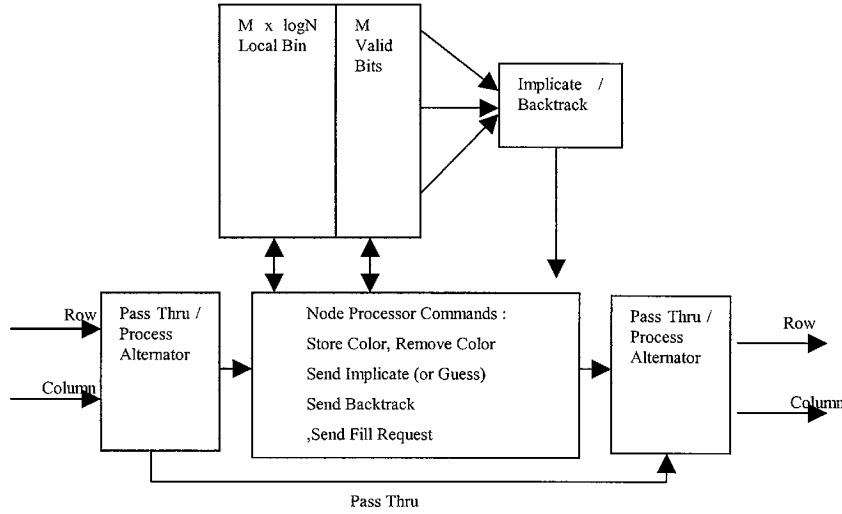 M x logN
Local Bin
M
Valid
Bits
Implicate /
Backtrack
Row
Column
Pass Thru /
Process
Alternator
Node Processor Commands :
Store Color, Remove Color
Send Implicate (or Guess)
Send Backtrack
,Send Fill Request
Pass Thru /
Process
Alternator
Row
Column
Pass Thru